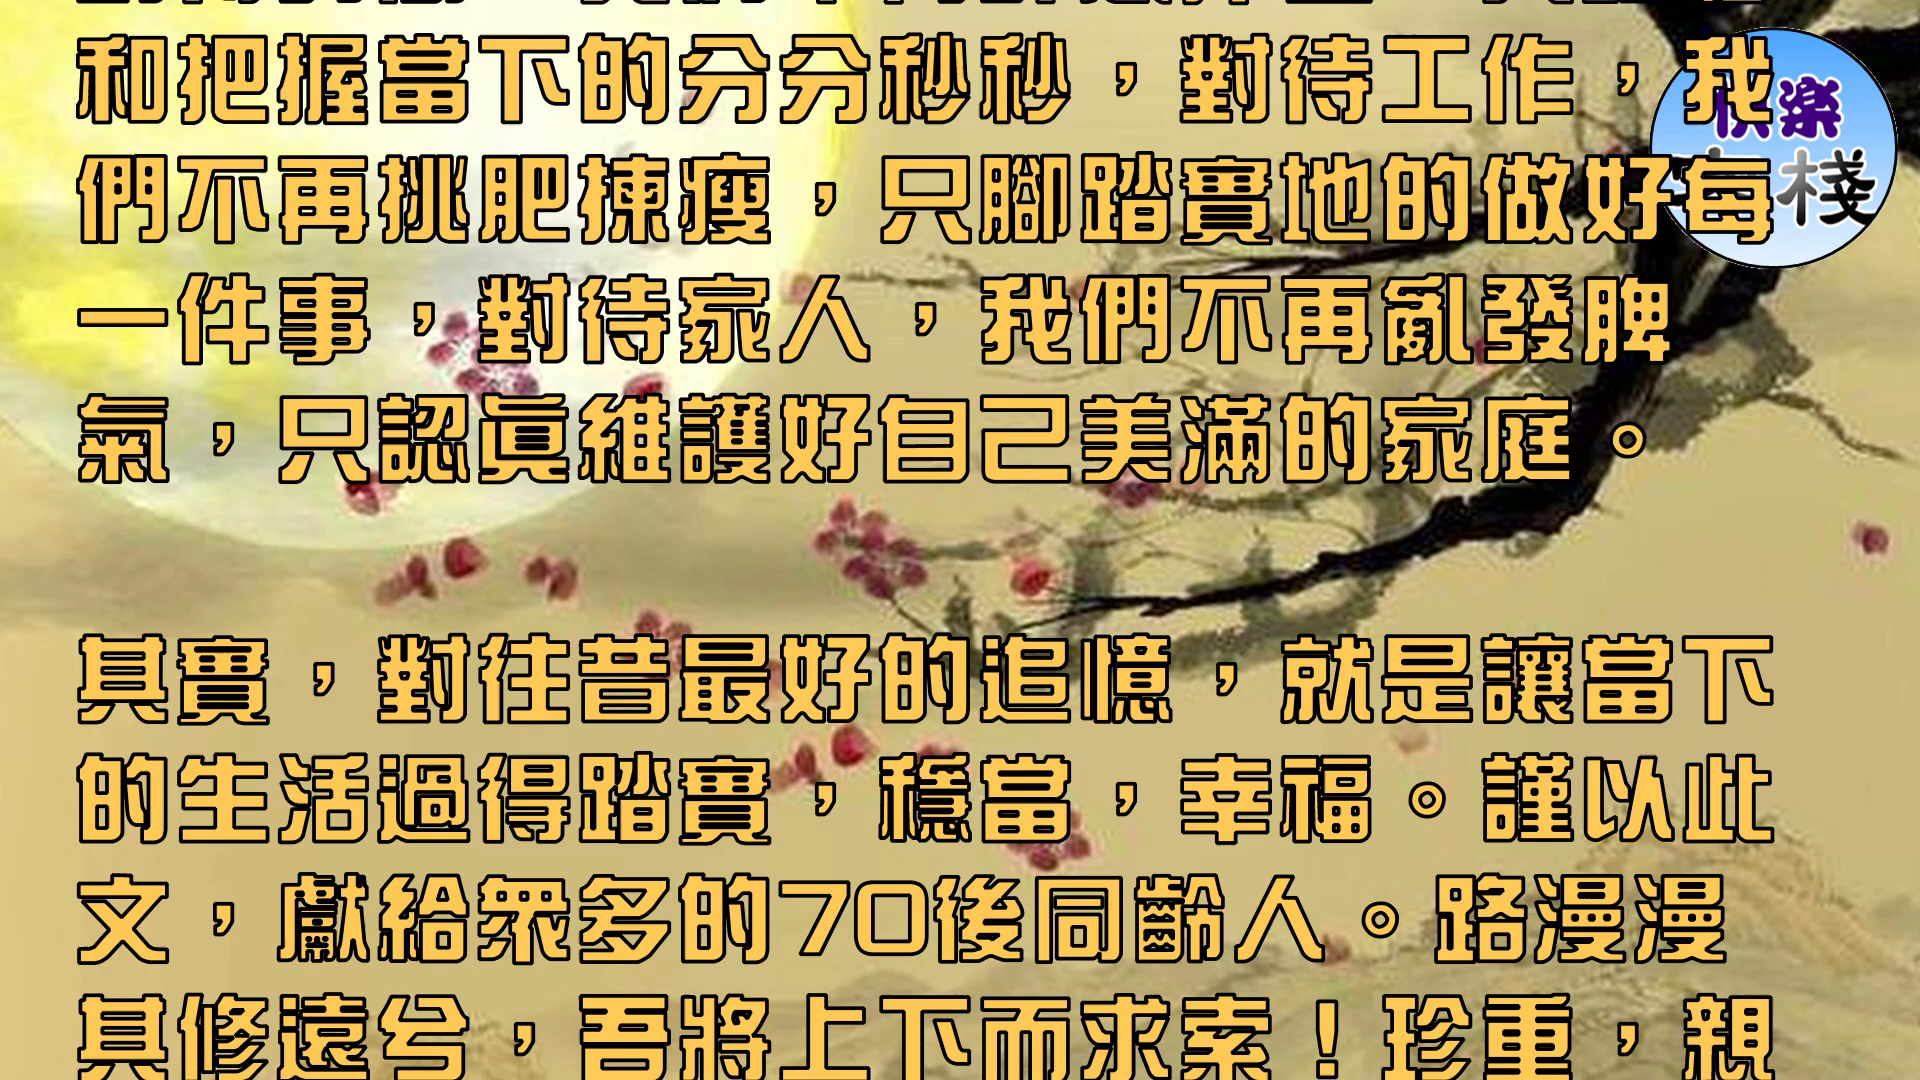 和把握當下的分分秒秒，對待工作，我
們不再挑肥揀瘦，只腳踏實地的做好每
一件事，對待家人，我們不再亂發脾
氣，只認真維護好自己美滿的家庭。
其實，對往昔最好的追憶，就是讓當下
的生活過得踏實，穩當，幸福。謹以此
文，獻給眾多的70後同齡人。路漫漫
其修遠兮，吾將上下而求索！珍重，親
快樂
棧